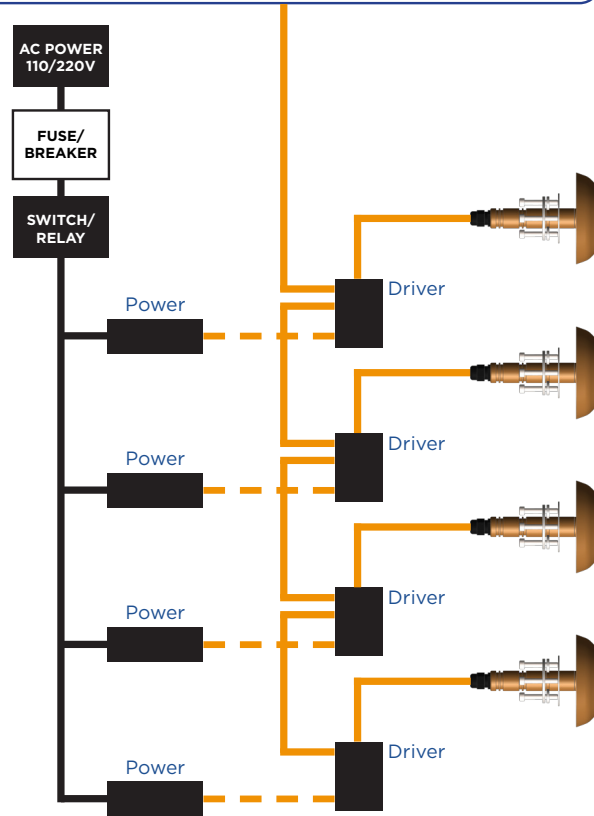 AC POWER
110/220V
FUSE/
BREAKER
SWITCH/
RELAY
Driver
Power
Driver
Power
Driver
Power
Driver
Power